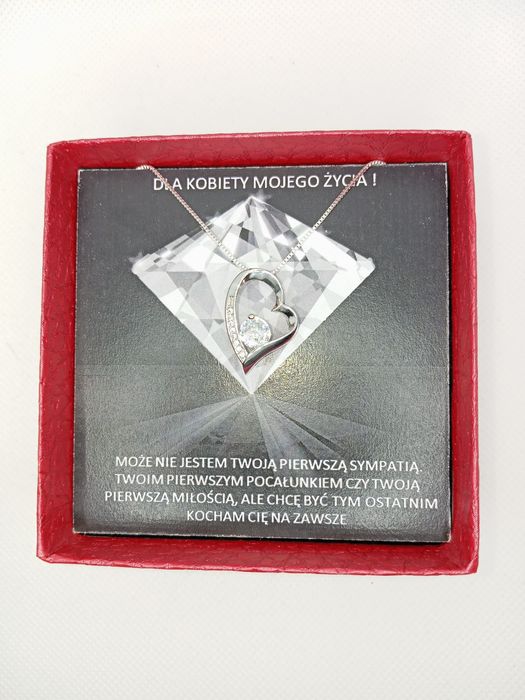 DLA KOBIETY MOJEGO ŻYCIA !
MOŻE NIE JESTEM TWOJĄ PIERWSZĄ SYMPATIĄ.
TWOIM PIERWSZYM POCAŁUNKIEM CZY TWOJĄ
PIERWSZĄ MIŁOŚCIĄ, ALE CHCĘ BYĆ TYM OSTATNIM
KOCHAM CIĘ NA ZAWSZE